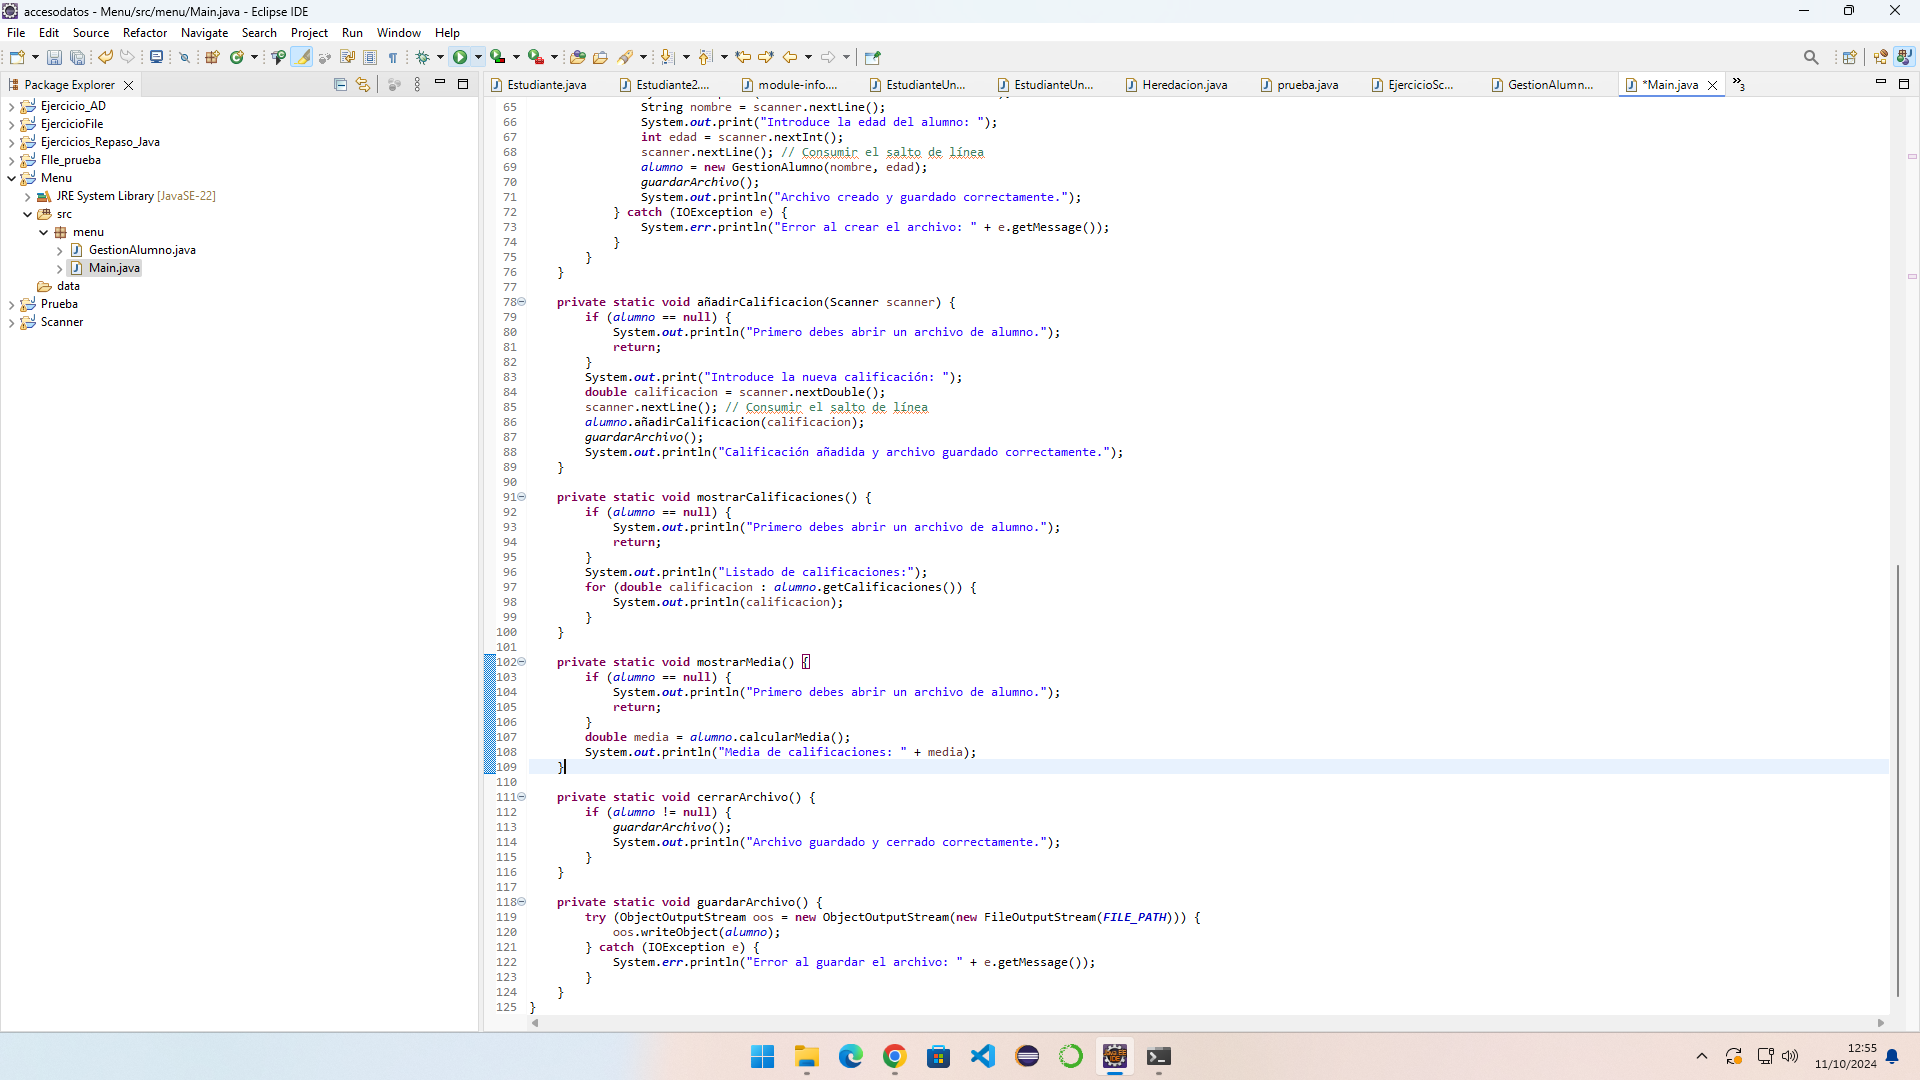 accesodatos - Menu/src/menu/Main.java - Eclipse IDE
File Edit Source Refactor Navigate Search Project Run Window Help
Package Explorer
Ejercicio_AD
EjercicioFile
Ejercicios_Repaso_Java
FIle_prueba
Menu
JRE System Library [JavaSE-22]
src
menu
GestionAlumno.java
Main.java
data
Prueba
Scanner
Estudiante.java Estudiante2.... module-info.... EstudianteUn... EstudianteUn... Heredacion.java prueba.java EjercicioSc... GestionAlumn... *Main.java 3
65 String nombre = scanner.nextLine();
66 System.out.print("Introduce la edad del alumno: ");
67 int edad = scanner.nextInt();
68 scanner.nextLine(); // Consumir el salto de línea
69 alumno = new GestionAlumno(nombre, edad);
70 guardarArchivo();
71 System.out.println("Archivo creado y guardado correctamente.");
72 } catch (IOException e) {
73 System.err.println("Error al crear el archivo: " + e.getMessage());
74 }
75 }
76 }
77
78 private static void añadirCalificacion(Scanner scanner) {
79 if (alumno == null) {
80 System.out.println("Primero debes abrir un archivo de alumno.");
81 return;
82 }
83 System.out.print("Introduce la nueva calificación: ");
84 double calificacion = scanner.nextDouble();
85 scanner.nextLine(); // Consumir el salto de línea
86 alumno.añadirCalificacion(calificacion);
87 guardarArchivo();
88 System.out.println("Calificación añadida y archivo guardado correctamente.");
89 }
90
91 private static void mostrarCalificaciones() {
92 if (alumno == null) {
93 System.out.println("Primero debes abrir un archivo de alumno.");
94 return;
95 }
96 System.out.println("Listado de calificaciones:");
97 for (double calificacion : alumno.getCalificaciones()) {
98 System.out.println(calificacion);
99 }
100 }
101
102 private static void mostrarMedia() {
103 if (alumno == null) {
104 System.out.println("Primero debes abrir un archivo de alumno.");
105 return;
106 }
107 double media = alumno.calcularMedia();
108 System.out.println("Media de calificaciones: " + media);
109 }
110
111 private static void cerrarArchivo() {
112 if (alumno != null) {
113 guardarArchivo();
114 System.out.println("Archivo guardado y cerrado correctamente.");
115 }
116 }
117
118 private static void guardarArchivo() {
119 try (ObjectOutputStream oos = new ObjectOutputStream(new FileOutputStream(FILE_PATH))) {
120 oos.writeObject(alumno);
121 } catch (IOException e) {
122 System.err.println("Error al guardar el archivo: " + e.getMessage());
123 }
124 }
125 }
12:55
11/10/2024